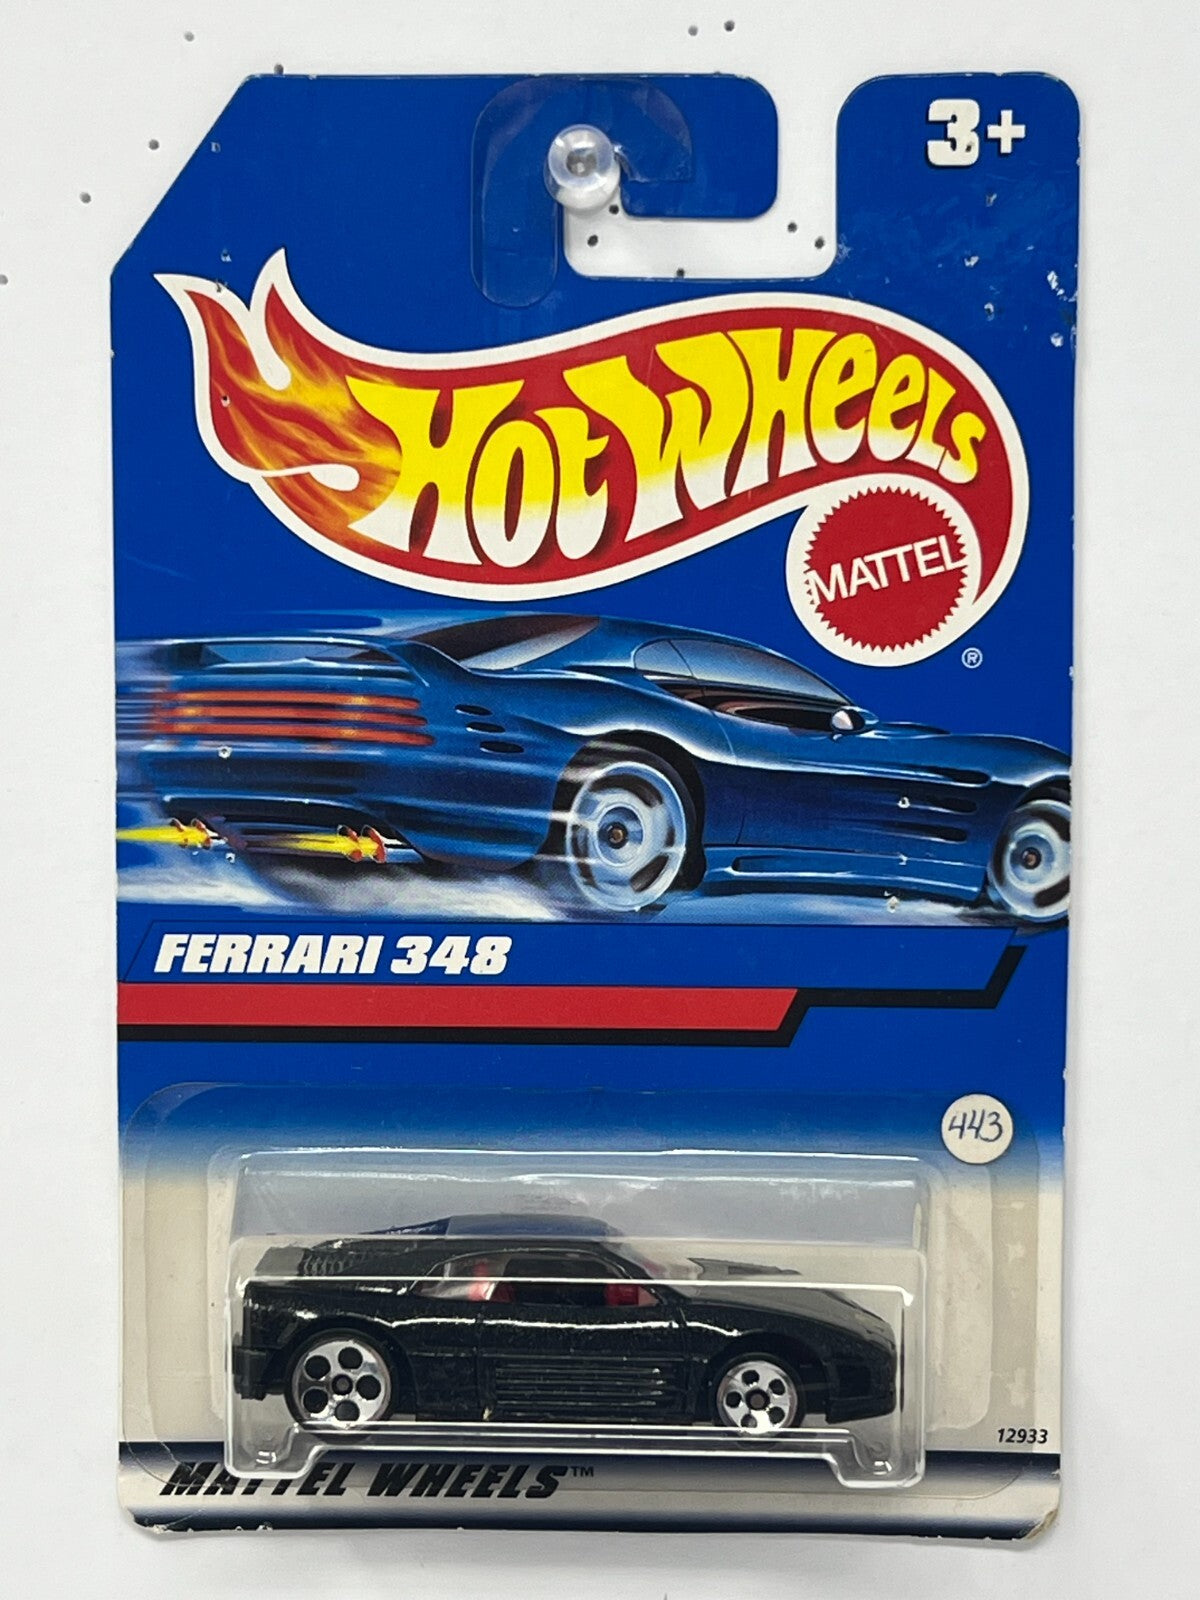 3+
Hot Wheels
MATTEL
®
FERRARI 348
443
12933
MATTEL WHEELS™